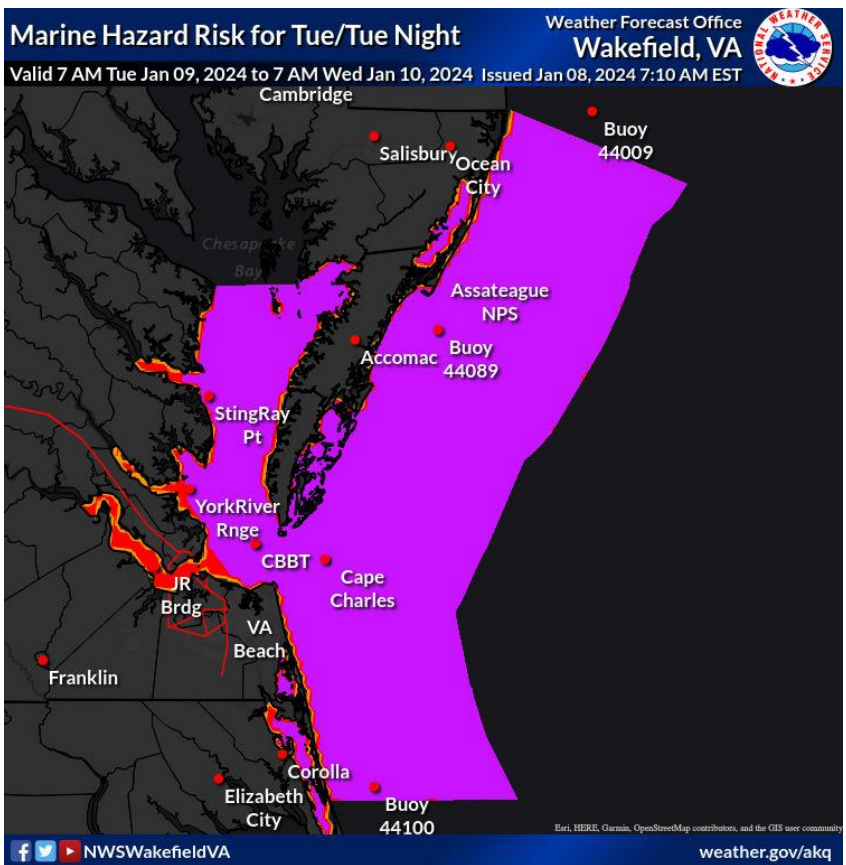 Marine Hazard Risk for Tue/Tue Night
Weather Forecast Office
Wakefield, VA
Valid 7 AM Tue Jan 09, 2024 to 7 AM Wed Jan 10, 2024 Issued Jan 08, 2024 7:10 AM EST
NATIONAL WEATHER SERVICE
Cambridge
Buoy
44009
Salisbury
Ocean
City
Chesapeake
Bay
Assateague
NPS
Accomac
Buoy
44089
StingRay
Pt
YorkRiver
Rnge
CBBT
JR
Brdg
Cape
Charles
VA
Beach
Franklin
Corolla
Elizabeth
City
Buoy
44100
Esri, HERE, Garmin, OpenStreetMap contributors, and the GIS user community
NWSWakefieldVA
weather.gov/akq